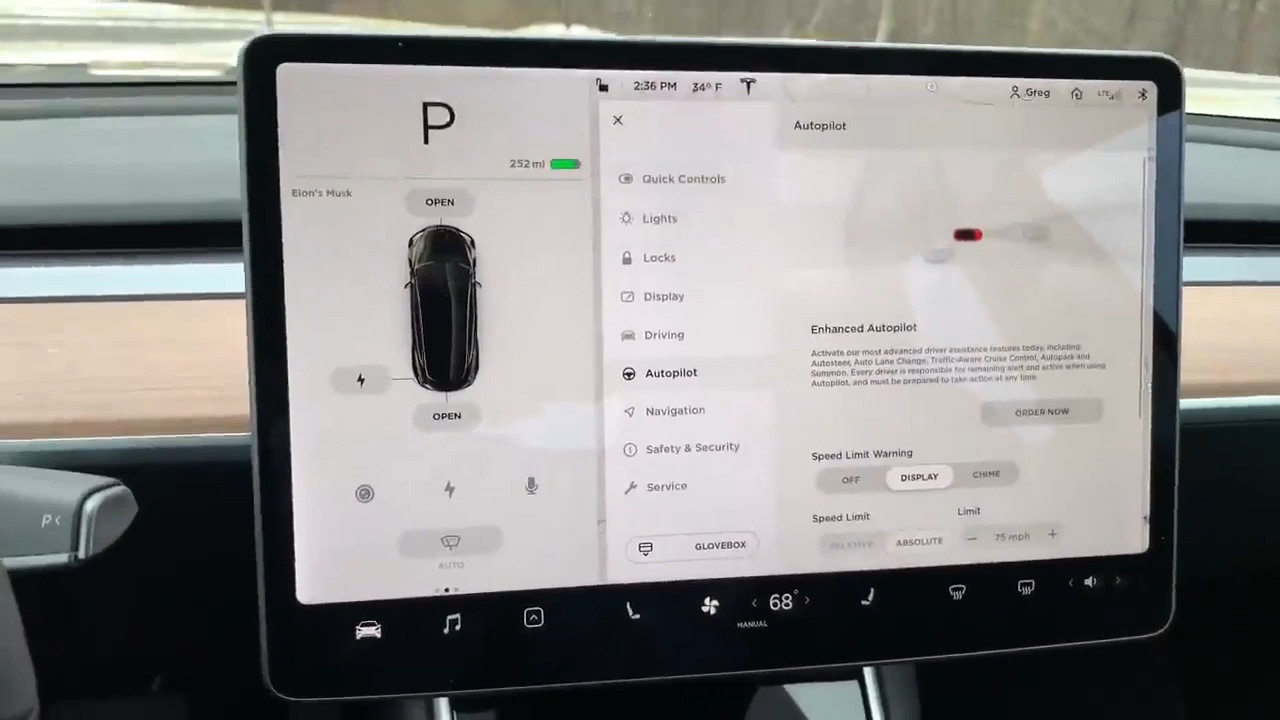 P
252 mi
Elon's Musk
OPEN
OPEN
AUTO
2:36 PM 34° F
Greg
LTE
Autopilot
Quick Controls
Lights
Locks
Display
Driving
Autopilot
Navigation
Safety & Security
Service
GLOVEBOX
Enhanced Autopilot
Activate our most advanced driver assistance features today, including:
Autosteer, Auto Lane Change, Traffic-Aware Cruise Control, Autopark and
Summon. Every driver is responsible for remaining alert and active when using
Autopilot, and must be prepared to take action at any time.
ORDER NOW
Speed Limit Warning
OFF DISPLAY CHIME
Speed Limit Limit
RELATIVE ABSOLUTE — 75 mph +
68°
MANUAL
P